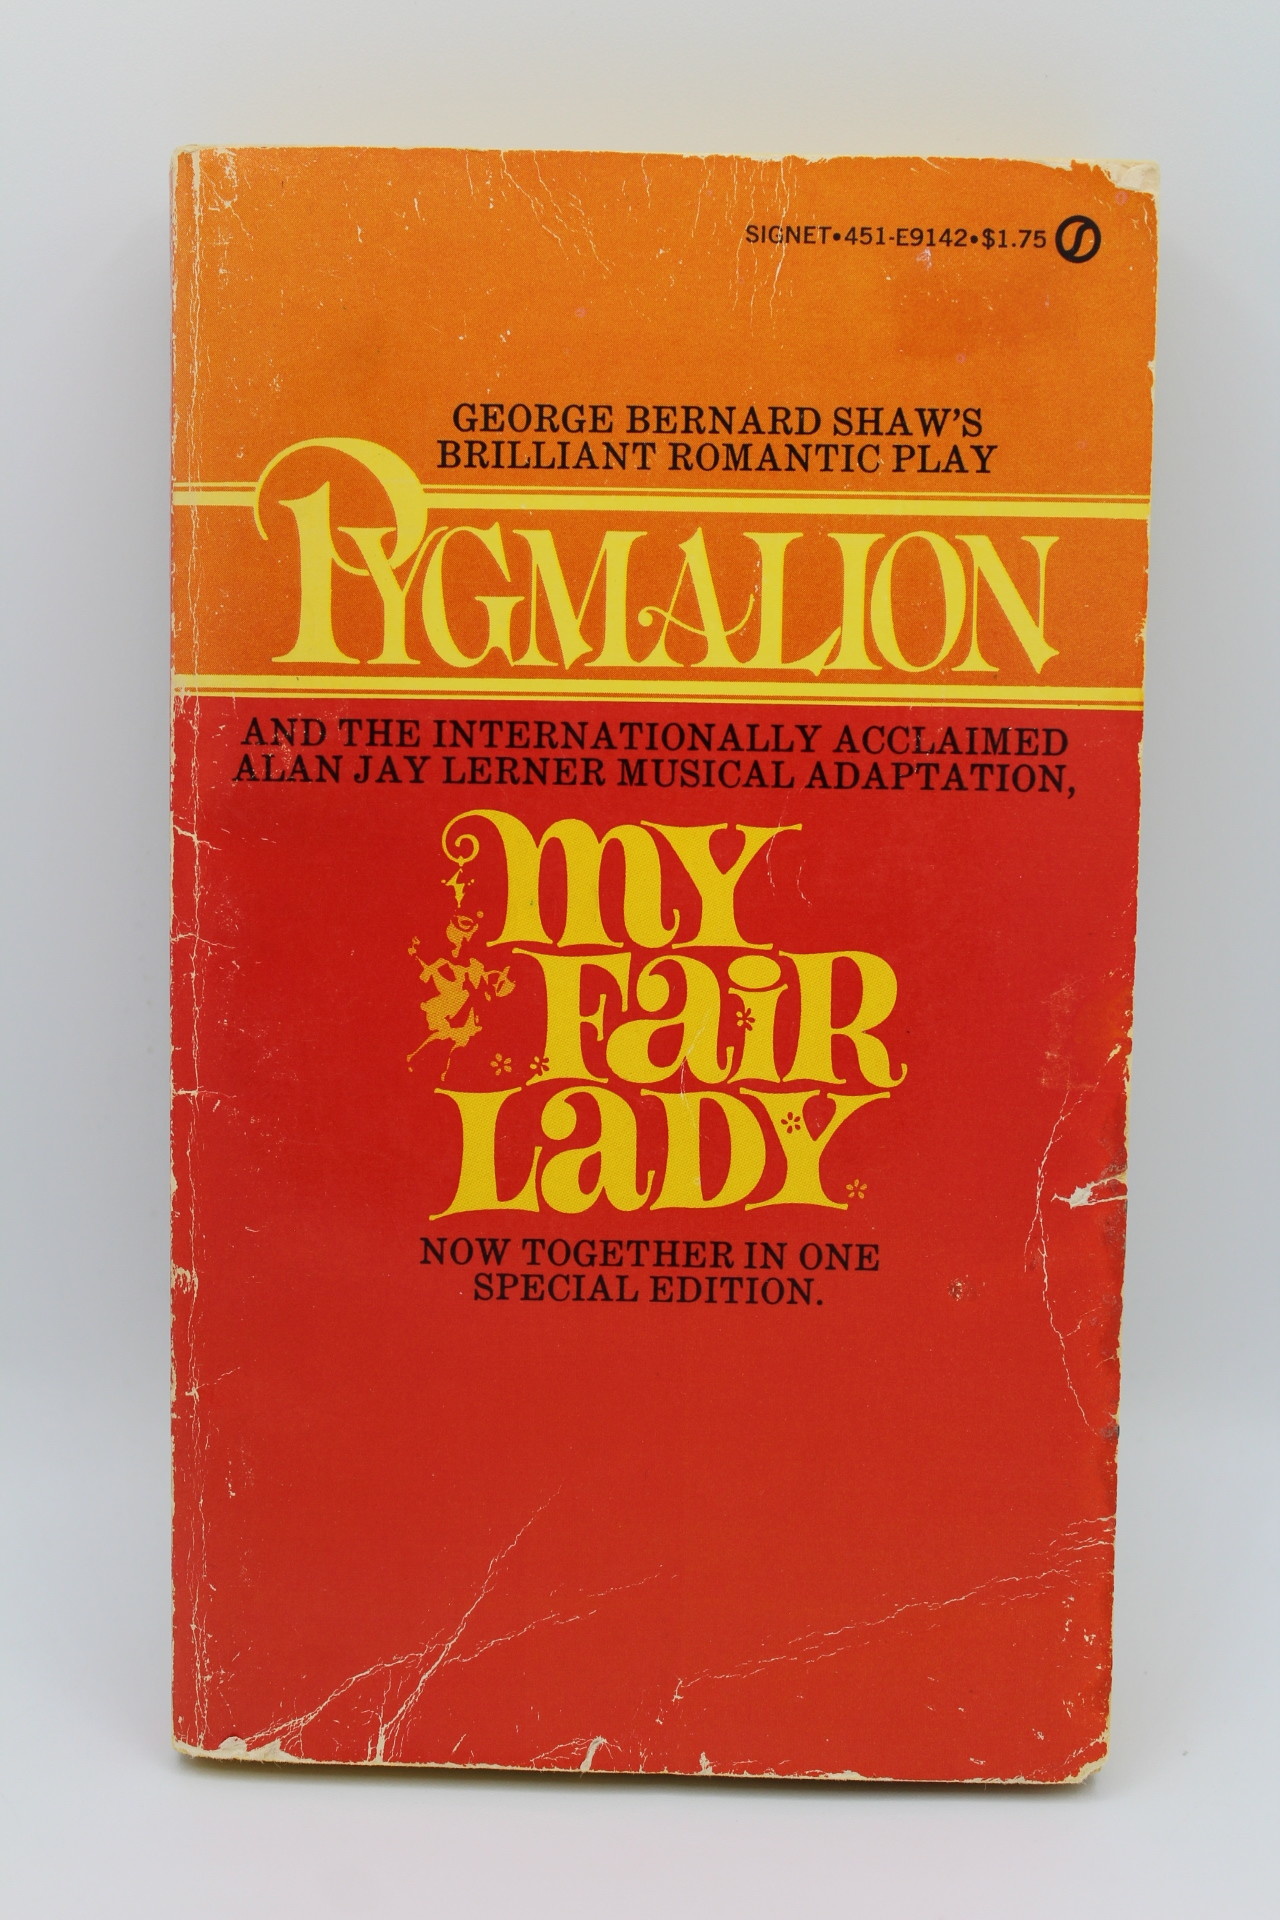 SIGNET•451-E9142•$1.75
GEORGE BERNARD SHAW'S
BRILLIANT ROMANTIC PLAY
PYGMALION
AND THE INTERNATIONALLY ACCLAIMED
ALAN JAY LERNER MUSICAL ADAPTATION,
MY
FAIR
LADY
NOW TOGETHER IN ONE
SPECIAL EDITION.